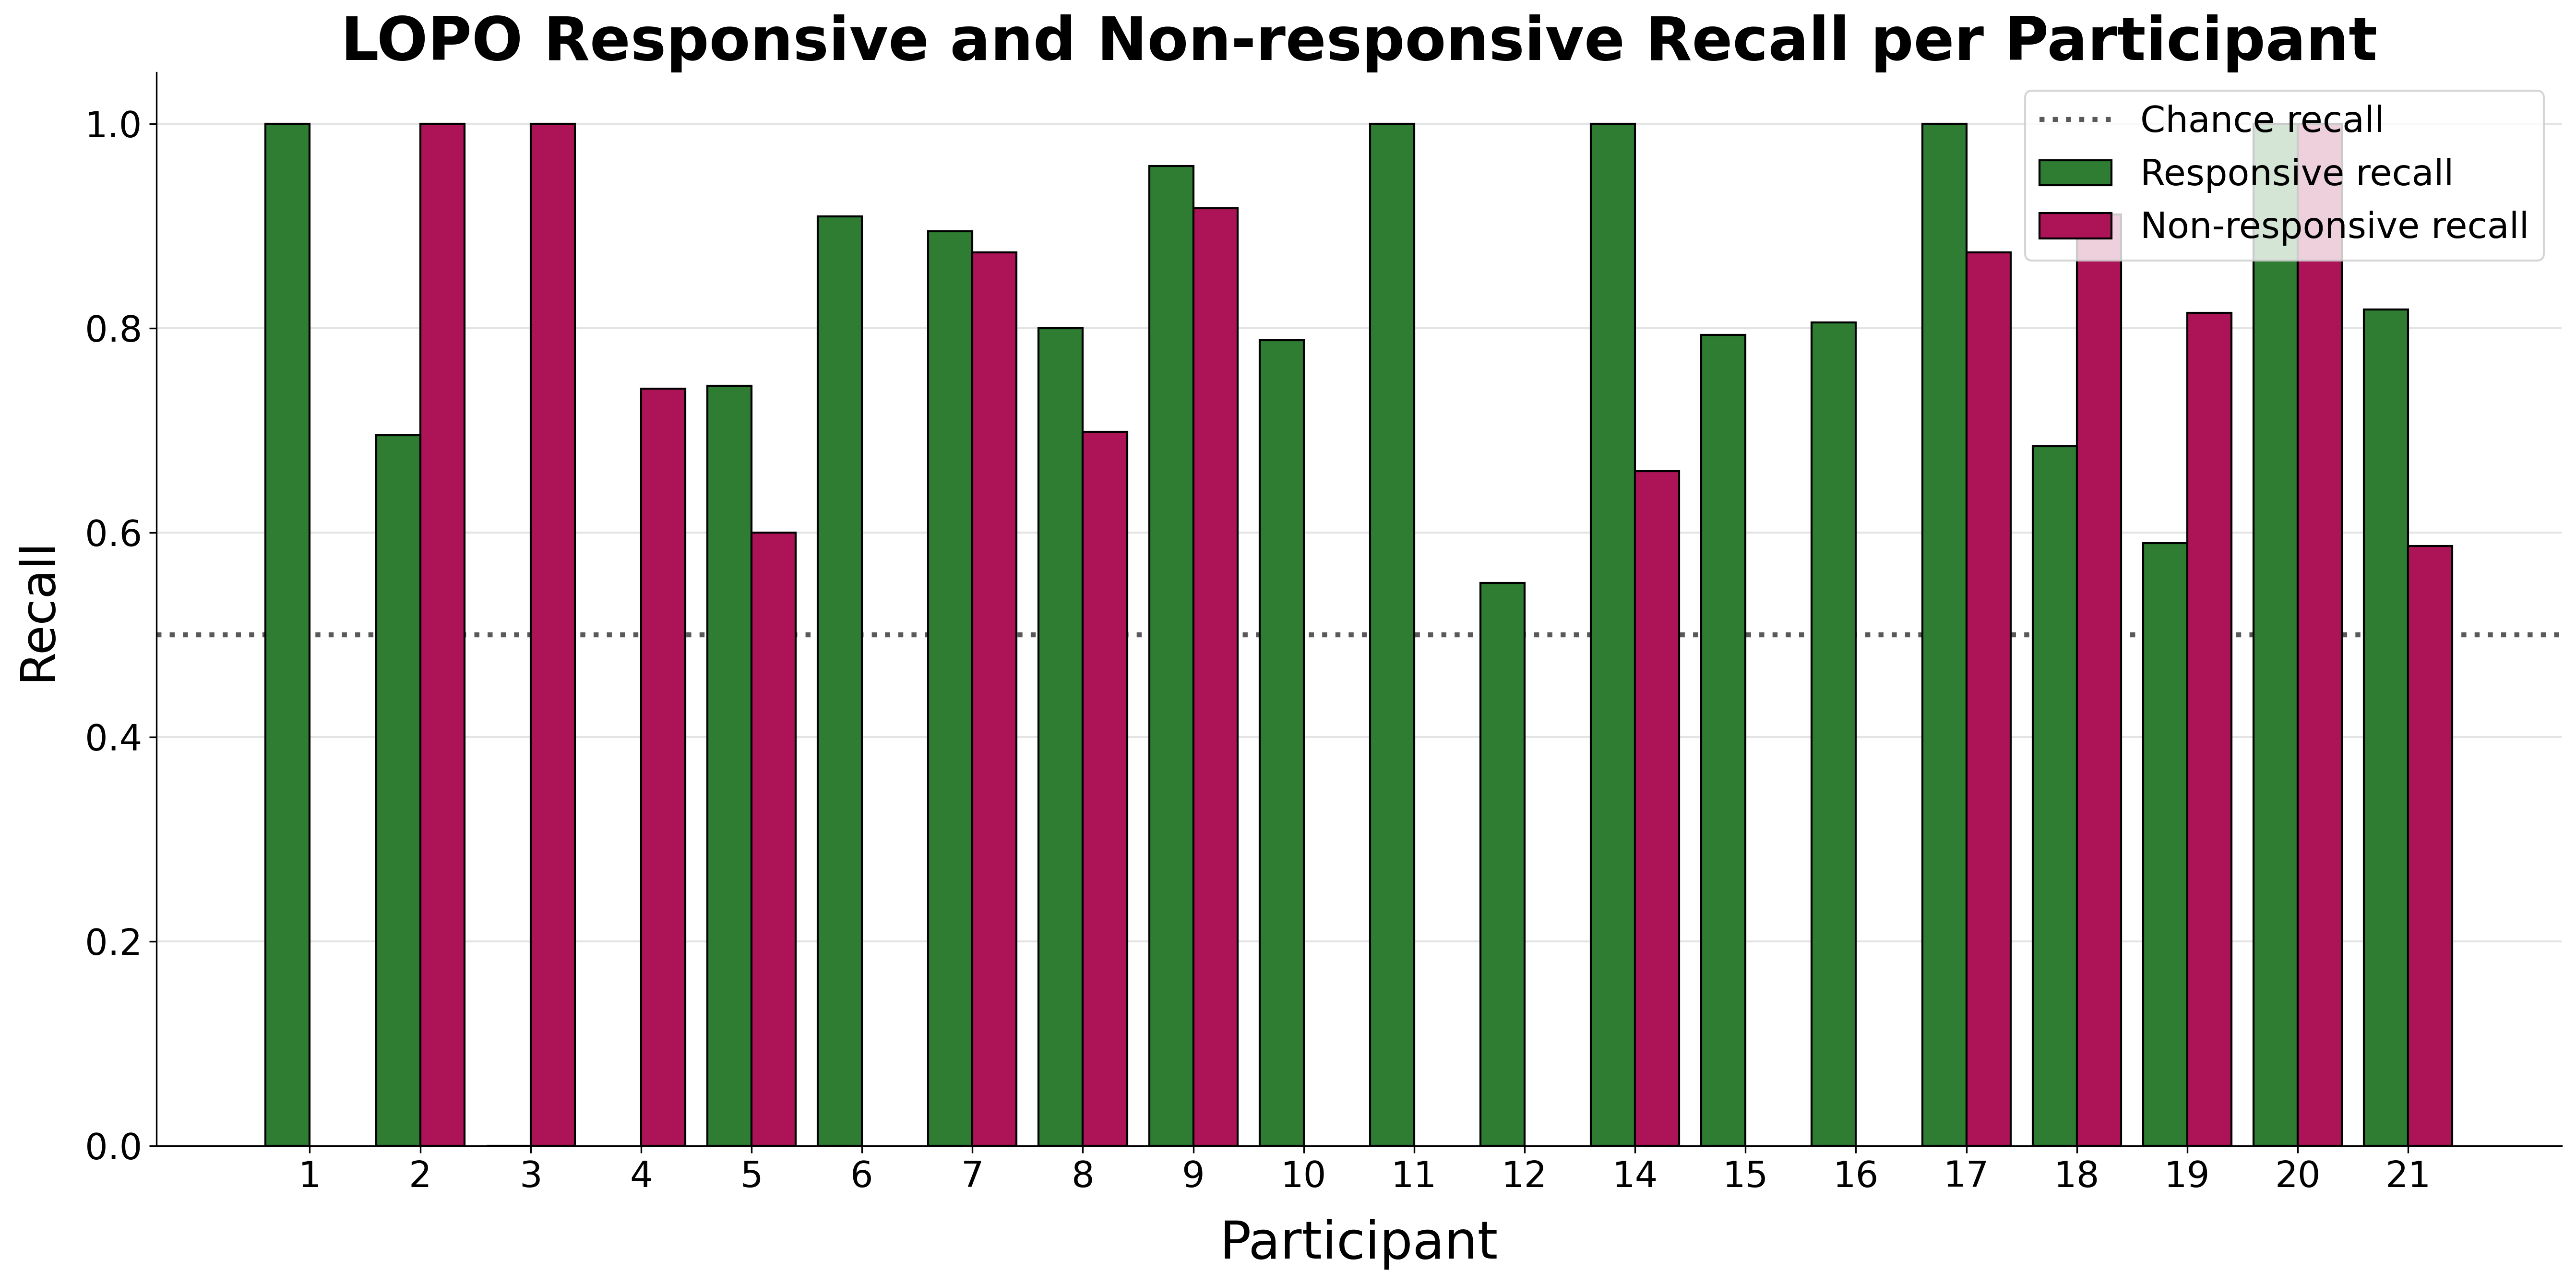 LOPO Responsive and Non-responsive Recall per Participant
Chance recall
Responsive recall
Non-responsive recall
1.0
0.8
0.6
0.4
0.2
0.0
Recall
1 2 3 4 5 6 7 8 9 10 11 12 14 15 16 17 18 19 20 21
Participant